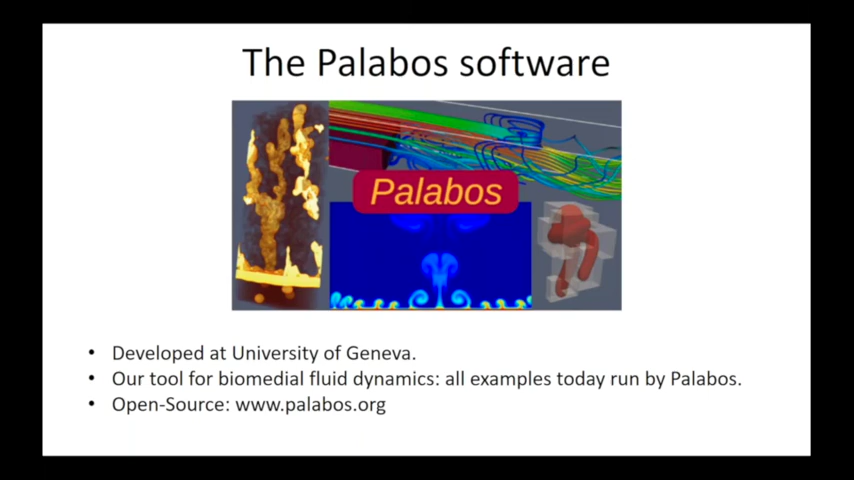 The Palabos software
Palabos
• Developed at University of Geneva.
• Our tool for biomedial fluid dynamics: all examples today run by Palabos.
• Open-Source: www.palabos.org